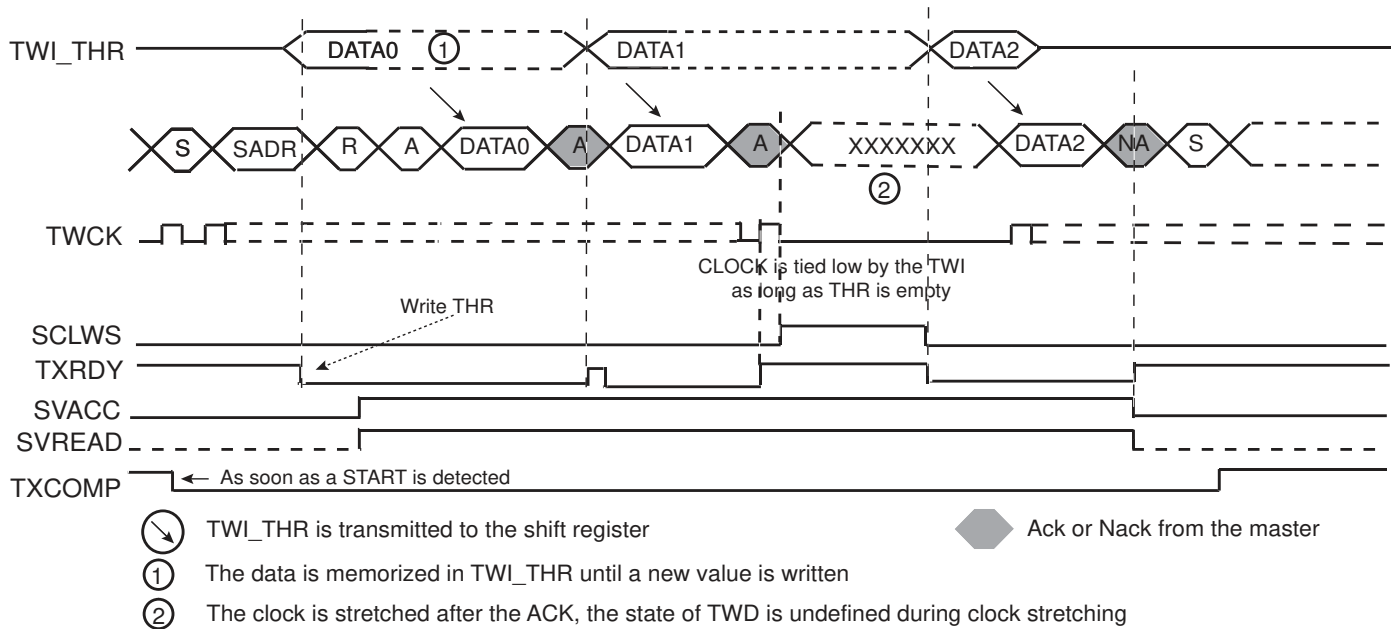 TWI_THR DATA0 1 DATA1 DATA2
S SADR R A DATA0 A DATA1 A XXXXXXX DATA2 NA S
2
TWCK
CLOCK is tied low by the TWI
as long as THR is empty
Write THR
SCLWS
TXRDY
SVACC
SVREAD
TXCOMP As soon as a START is detected
TWI_THR is transmitted to the shift register Ack or Nack from the master
1 The data is memorized in TWI_THR until a new value is written
2 The clock is stretched after the ACK, the state of TWD is undefined during clock stretching